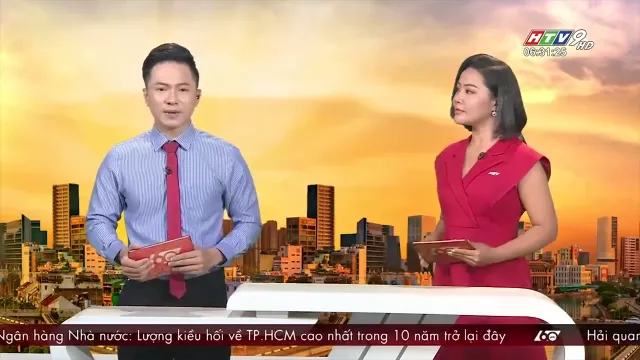 HTV9 HD
06:31:25
Ngân hàng Nhà nước: Lượng kiều hối về TP.HCM cao nhất trong 10 năm trở lại đây 60 Hải quan